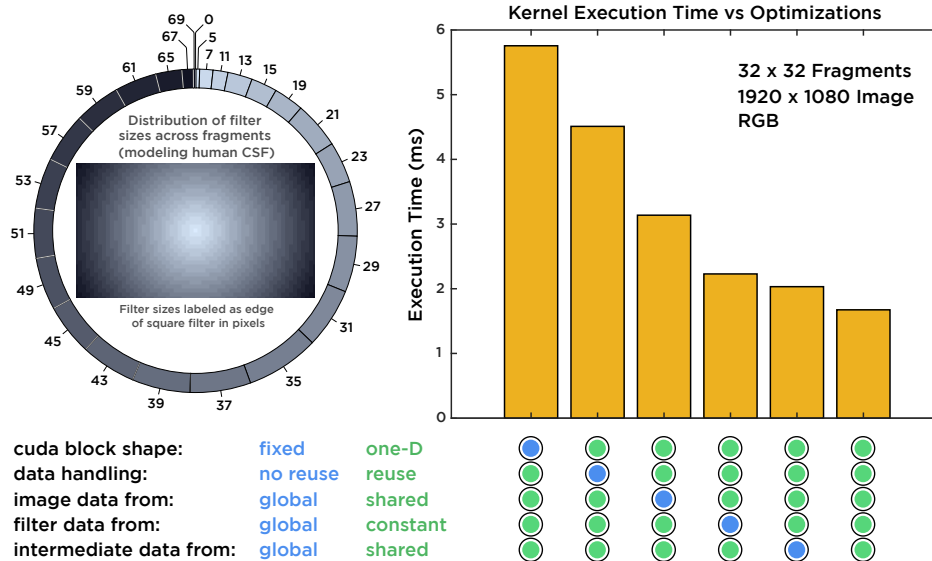 69
0
67
5
65
7
11
13
61
15
59
19
57
21
53
23
51
27
49
29
45
31
43
35
39
37
Distribution of filter
sizes across fragments
(modeling human CSF)
Filter sizes labeled as edge
of square filter in pixels
Kernel Execution Time vs Optimizations
32 x 32 Fragments
1920 x 1080 Image
RGB
Execution Time (ms)
6
5
4
3
2
1
0
cuda block shape: fixed one-D
data handling: no reuse reuse
image data from: global shared
filter data from: global constant
intermediate data from: global shared